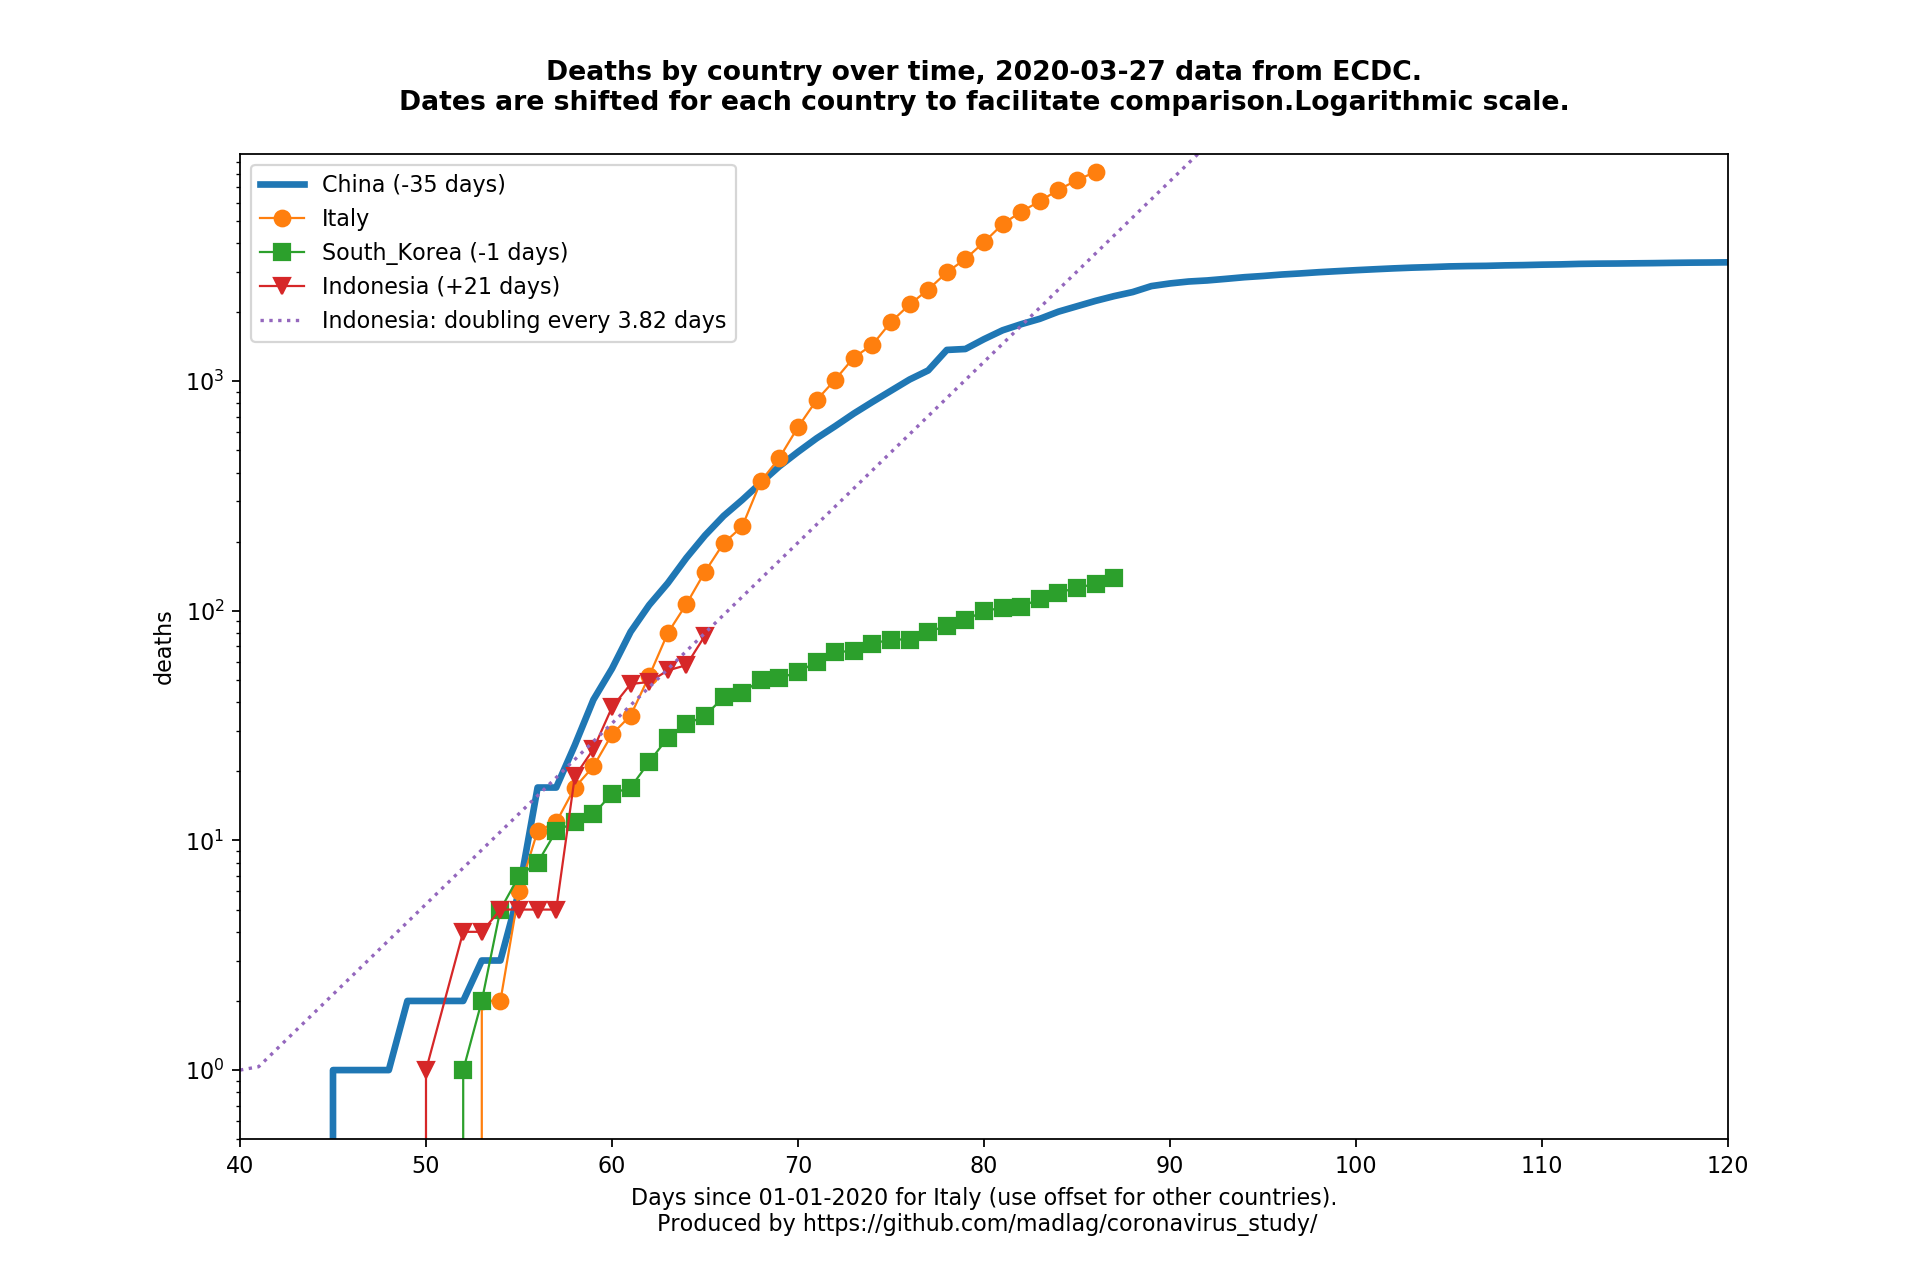 Deaths by country over time, 2020-03-27 data from ECDC.
Dates are shifted for each country to facilitate comparison.Logarithmic scale.
China (-35 days)
Italy
South_Korea (-1 days)
Indonesia (+21 days)
Indonesia: doubling every 3.82 days
deaths
10³
10²
10¹
10⁰
40 50 60 70 80 90 100 110 120
Days since 01-01-2020 for Italy (use offset for other countries).
Produced by https://github.com/madlag/coronavirus_study/